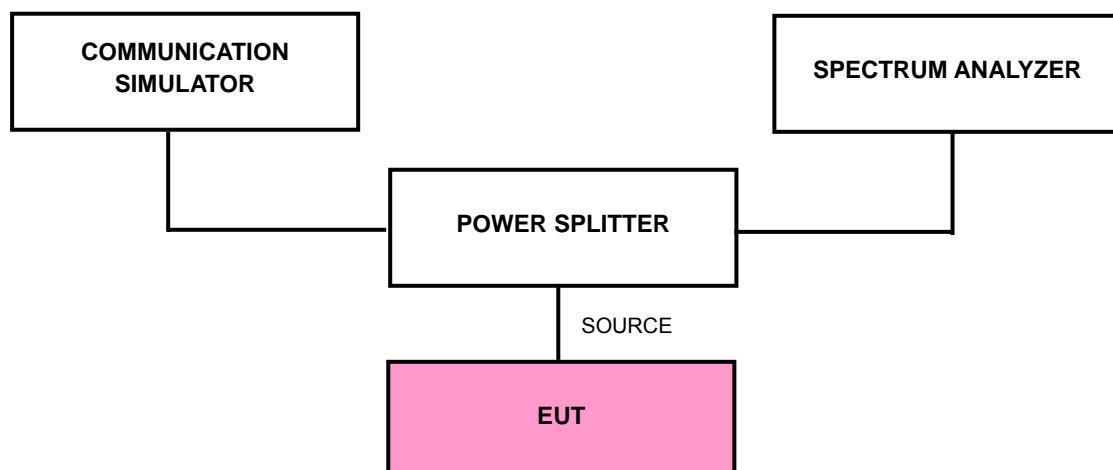 COMMUNICATION
SIMULATOR
SPECTRUM ANALYZER
POWER SPLITTER
SOURCE
EUT